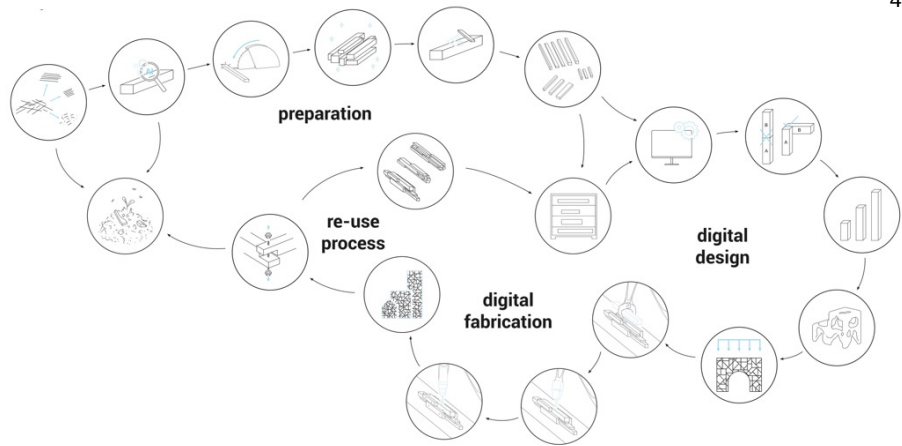 4
preparation
re-use
process
digital
design
digital
fabrication
B
A
B
A